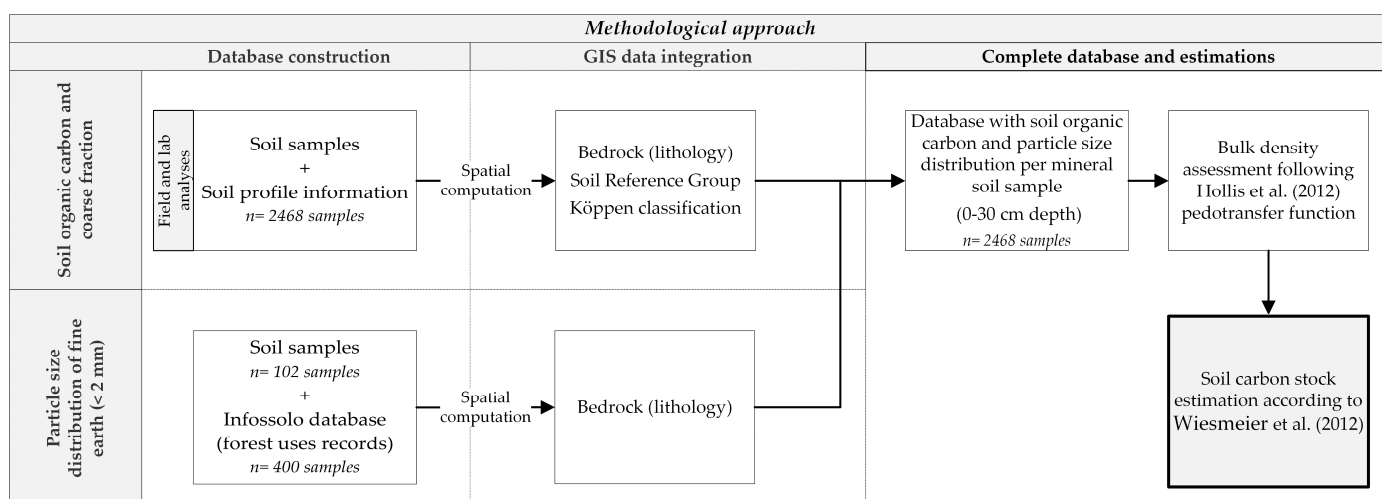 Methodological approach
Database construction
GIS data integration
Complete database and estimations
Soil organic carbon and
coarse fraction
Field and lab
analyses
Soil samples
+
Soil profile information
n= 2468 samples
Spatial
computation
Bedrock (lithology)
Soil Reference Group
Köppen classification
Database with soil organic
carbon and particle size
distribution per mineral
soil sample
(0-30 cm depth)
n= 2468 samples
Bulk density
assessment following
Hollis et al. (2012)
pedotransfer function
Particle size
distribution of fine
earth (< 2 mm)
Soil samples
n= 102 samples
+
Infossolo database
(forest uses records)
n= 400 samples
Spatial
computation
Bedrock (lithology)
Soil carbon stock
estimation according to
Wiesmeier et al. (2012)